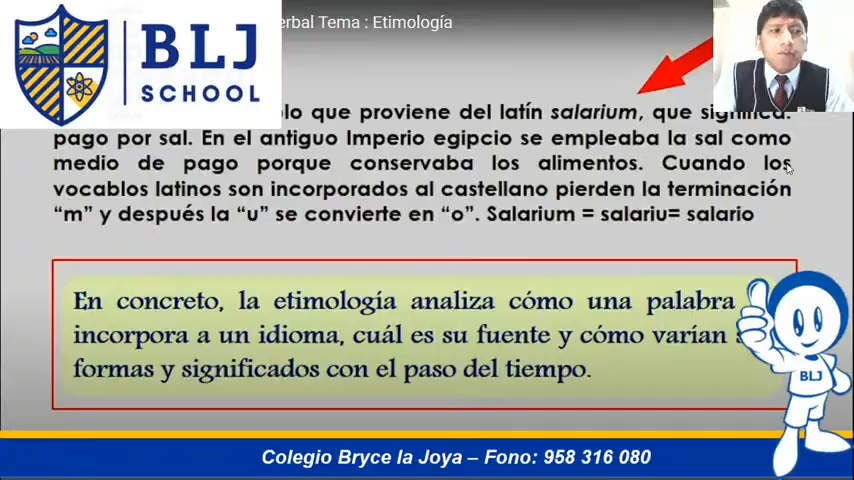 BLJ
SCHOOL
erbal Tema : Etimología
lo que proviene del latín salarium, que significa:
pago por sal. En el antiguo Imperio egipcio se empleaba la sal como
medio de pago porque conservaba los alimentos. Cuando los
vocablos latinos son incorporados al castellano pierden la terminación
“m” y después la “u” se convierte en “o”. Salarium = salariu= salario
En concreto, la etimología analiza cómo una palabra
incorpora a un idioma, cuál es su fuente y cómo varían s
formas y significados con el paso del tiempo.
BLJ
Colegio Bryce la Joya – Fono: 958 316 080